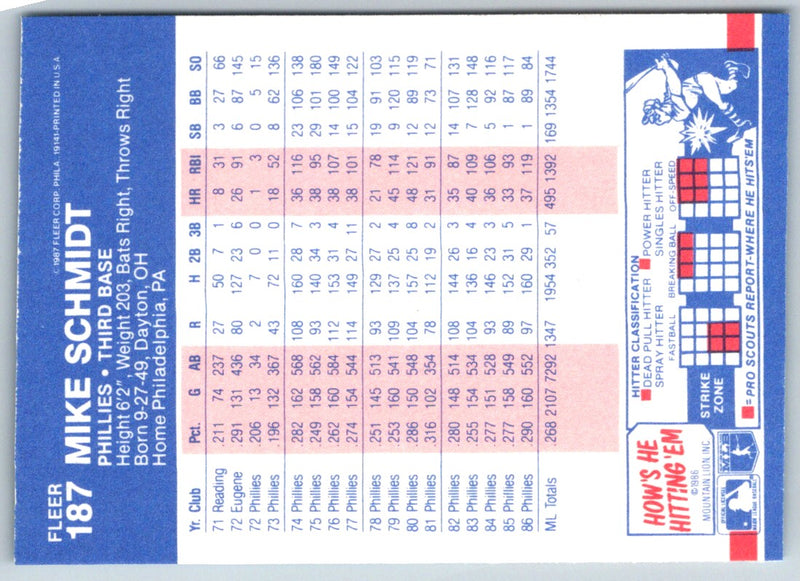 FLEER
187 MIKE SCHMIDT
PHILLIES • THIRD BASE
Height 6'2" Weight 203, Bats Right, Throws Right
Born 9-27-49, Dayton, OH
Home Philadelphia, PA
©1987 FLEER CORP. PHILA. 19141-PRINTED IN U.S.A.
Yr. Club Pct. G AB R H 2B 3B HR RBI SB BB SO
71 Reading .211 74 237 27 50 7 1 8 31 3 27 66
72 Eugene .291 131 436 80 127 23 6 26 91 6 87 145
72 Phillies .206 13 34 2 7 0 0 1 3 0 5 15
73 Phillies .196 132 367 43 72 11 0 18 52 8 62 136
74 Phillies .282 162 568 108 160 28 7 36 116 23 106 138
75 Phillies .249 158 562 93 140 34 3 38 95 29 101 180
76 Phillies .262 160 584 112 153 31 4 38 107 14 100 149
77 Phillies .274 154 544 114 149 27 11 38 101 15 104 122
78 Phillies .251 145 513 93 129 27 2 21 78 19 91 103
79 Phillies .253 160 541 109 137 25 4 45 114 9 120 115
80 Phillies .286 150 548 104 157 25 8 48 121 12 89 119
81 Phillies .316 102 354 78 112 19 2 31 91 12 73 71
82 Phillies .280 148 514 108 144 26 3 35 87 14 107 131
83 Phillies .255 154 534 104 136 16 4 40 109 7 128 148
84 Phillies .277 151 528 93 146 23 3 36 106 5 92 116
85 Phillies .277 158 549 89 152 31 5 33 93 1 87 117
86 Phillies .290 160 552 97 160 29 1 37 119 1 89 84
ML Totals .268 2107 7292 1347 1954 352 57 495 1392 169 1354 1744
HOW'S HE
HITTING 'EM
©1986
MOUNTAIN LION, INC.
HITTER CLASSIFICATION
DEAD PULL HITTER POWER HITTER
SPRAY HITTER SINGLES HITTER
FASTBALL BREAKING BALL OFF SPEED
STRIKE
ZONE
=PRO SCOUTS REPORT-WHERE HE HITS 'EM